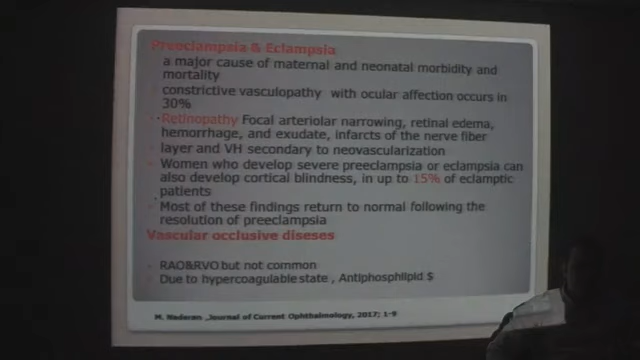 Preeclampsia & Eclampsia
a major cause of maternal and neonatal morbidity and
mortality
constrictive vasculopathy with ocular affection occurs in
30%
Retinopathy Focal arteriolar narrowing, retinal edema,
hemorrhage, and exudate, infarcts of the nerve fiber
layer and VH secondary to neovascularization
Women who develop severe preeclampsia or eclampsia can
also develop cortical blindness, in up to 15% of eclamptic
patients
Most of these findings return to normal following the
resolution of preeclampsia
Vascular occlusive diseses
RAO&RVO but not common
Due to hypercoagulable state , Antiphsphlipid $
M. Naderan ,Journal of Current Ophthalmology, 2017; 1-9